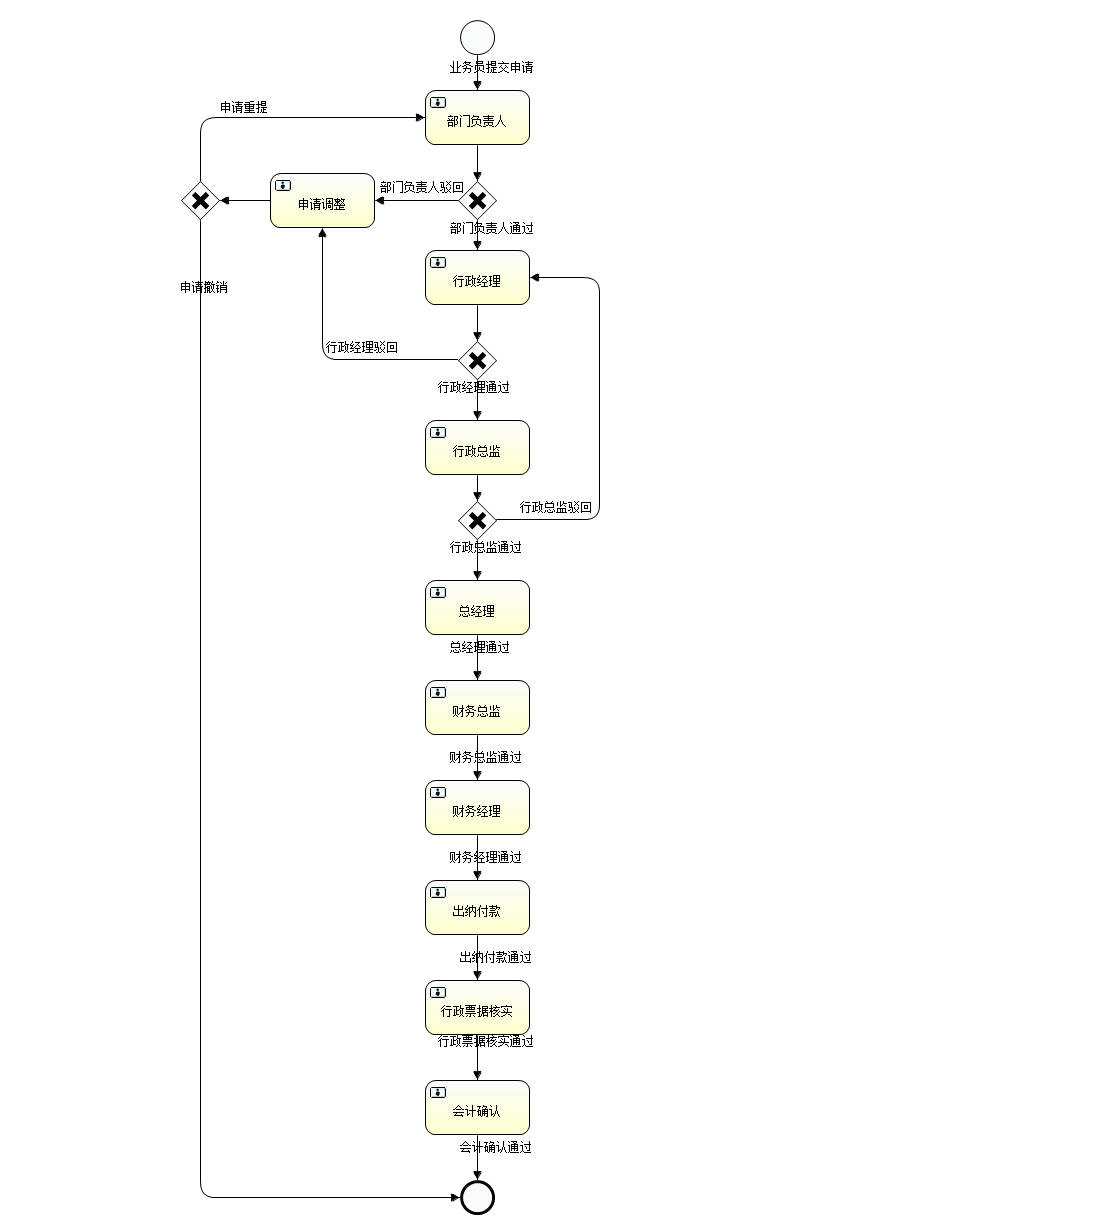 业务员提交申请
申请重提
部门负责人
部门负责人驳回
申请调整
部门负责人通过
行政经理
申请撤销
行政经理驳回
行政经理通过
行政总监
行政总监驳回
行政总监通过
总经理
总经理通过
财务总监
财务总监通过
财务经理
财务经理通过
出纳付款
出纳付款通过
行政票据核实
行政票据核实通过
会计确认
会计确认通过